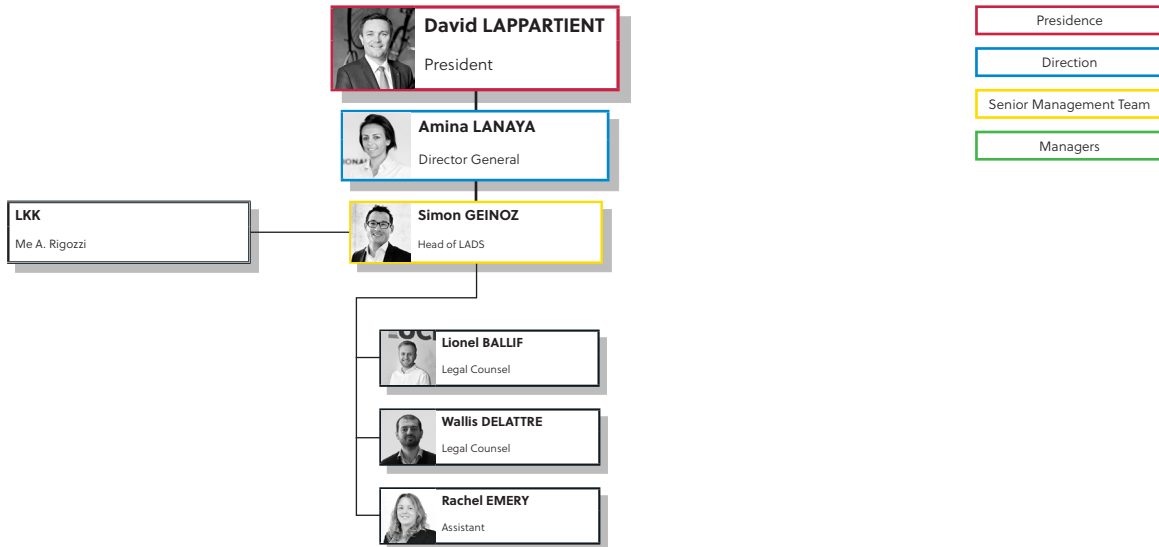 David LAPPARTIENT
President
Presidence
Direction
Senior Management Team
Managers
Amina LANAYA
Director General
LKK
Me A. Rigozzi
Simon GEINOZ
Head of LADS
Lionel BALLIF
Legal Counsel
Wallis DELATTRE
Legal Counsel
Rachel EMERY
Assistant